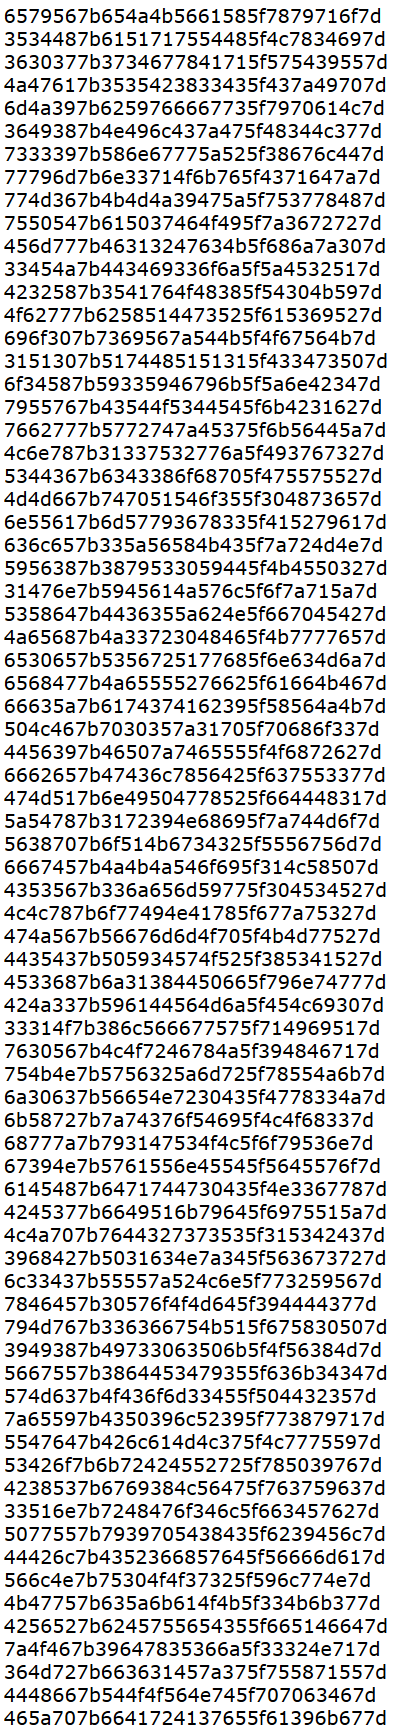 6579567b654a4b5661585f7879716f7d
3534487b6151717554485f4c7834697d
3630377b3734677841715f575439557d
4a47617b3535423833435f437a49707d
6d4a397b6259766667735f7970614c7d
3649387b4e496c437a475f48344c377d
7333397b586e67775a525f38676c447d
77796d7b6e33714f6b765f4371647a7d
774d367b4b4d4a39475a5f753778487d
7550547b615037464f495f7a3672727d
456d777b46313247634b5f686a7a307d
33454a7b443469336f6a5f5a4532517d
4232587b3541764f48385f54304b597d
4f62777b6258514473525f615369527d
696f307b7369567a544b5f4f67564b7d
3151307b5174485151315f433473507d
6f34587b59335946796b5f5a6e42347d
7955767b43544f5344545f6b4231627d
7662777b5772747a45375f6b56445a7d
4c6e787b31337532776a5f493767327d
5344367b6343386f68705f475575527d
4d4d667b747051546f355f304873657d
6e55617b6d57793678335f415279617d
636c657b335a56584b435f7a724d4e7d
5956387b3879533059445f4b4550327d
31476e7b5945614a576c5f6f7a715a7d
5358647b4436355a624e5f667045427d
4a65687b4a33723048465f4b7777657d
6530657b5356725177685f6e634d6a7d
6568477b4a65555276625f61664b467d
66635a7b6174374162395f58564a4b7d
504c467b7030357a31705f70686f337d
4456397b46507a7465555f4f6872627d
6662657b47436c7856425f637553377d
474d517b6e49504778525f664448317d
5a54787b3172394e68695f7a744d6f7d
5638707b6f514b6734325f5556756d7d
6667457b4a4b4a546f695f314c58507d
4353567b336a656d59775f304534527d
4c4c787b6f77494e41785f677a75327d
474a567b56676d6d4f705f4b4d77527d
4435437b505934574f525f385341527d
4533687b6a31384450665f796e74777d
424a337b596144564d6a5f454c69307d
33314f7b386c566677575f714969517d
7630567b4c4f7246784a5f394846717d
754b4e7b5756325a6d725f78554a6b7d
6a30637b56654e7230435f4778334a7d
6b58727b7a74376f54695f4c4f68337d
68777a7b793147534f4c5f6f79536e7d
67394e7b5761556e45545f5645576f7d
6145487b6471744730435f4e3367787d
4245377b6649516b79645f6975515a7d
4c4a707b7644327373535f315342437d
3968427b5031634e7a345f563673727d
6c33437b55557a524c6e5f773259567d
7846457b30576f4f4d645f394444377d
794d767b336366754b515f675830507d
3949387b49733063506b5f4f56384d7d
5667557b3864453479355f636b34347d
574d637b4f436f6d33455f504432357d
7a65597b4350396c52395f773879717d
5547647b426c614d4c375f4c7775597d
53426f7b6b72424552725f785039767d
4238537b6769384c56475f763759637d
33516e7b7248476f346c5f663457627d
5077557b7939705438435f6239456c7d
44426c7b4352366857645f56666d617d
566c4e7b75304f4f37325f596c774e7d
4b47757b635a6b614f4b5f334b6b377d
4256527b6245755654355f665146647d
7a4f467b39647835366a5f33324e717d
364d727b663631457a375f755871557d
4448667b544f4f564e745f707063467d
465a707b6641724137655f61396b677d